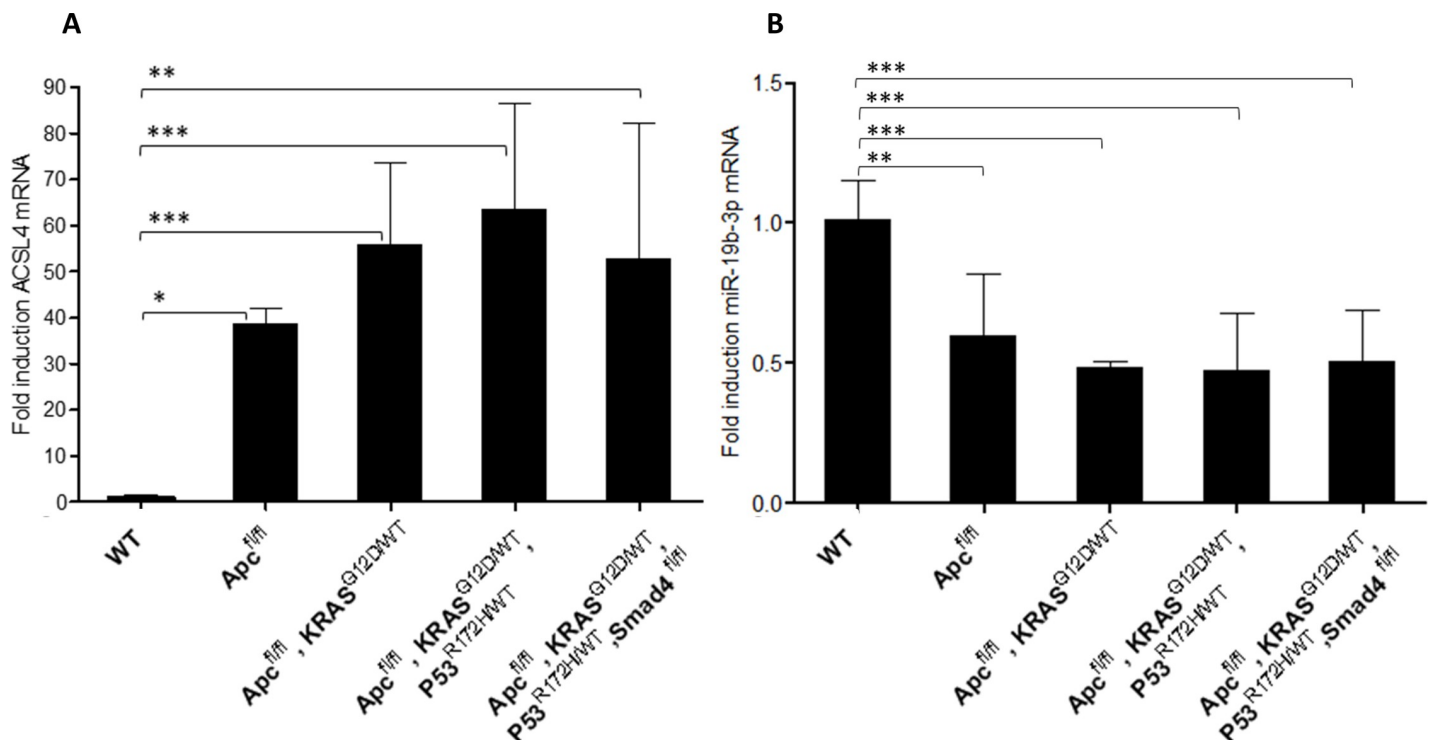 A
Fold induction ACSL4 mRNA
90
80
70
60
50
40
30
20
10
0
**
***
***
*
WT
Apc fl/fl
Apc fl/fl, KRAS G12D/WT
Apc fl/fl, KRAS G12D/WT,
P53 R172H/WT
Apc fl/fl, KRAS G12D/WT,
P53 R172H/WT,Smad4 fl/fl
B
Fold induction miR-19b-3p mRNA
1.5
1.0
0.5
0.0
***
***
***
**
WT
Apc fl/fl
Apc fl/fl, KRAS G12D/WT
Apc fl/fl, KRAS G12D/WT,
P53 R172H/WT
Apc fl/fl, KRAS G12D/WT,
P53 R172H/WT,Smad4 fl/fl